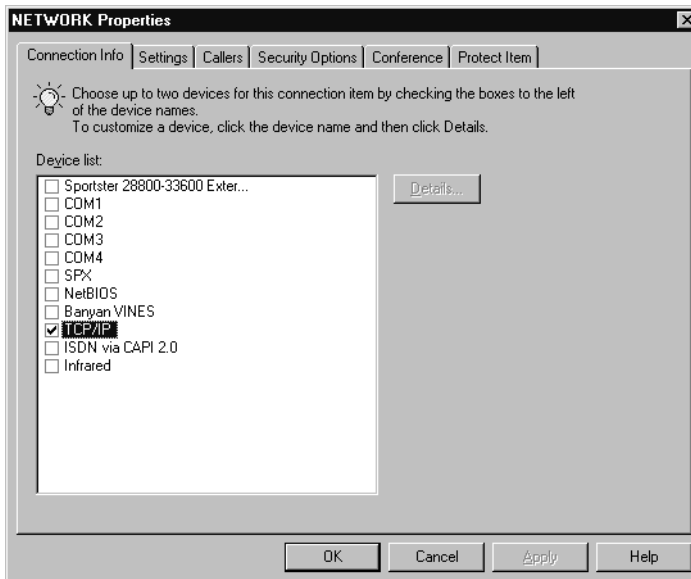 NETWORK Properties
Connection Info Settings Callers Security Options Conference Protect Item
Choose up to two devices for this connection item by checking the boxes to the left
of the device names.
To customize a device, click the device name and then click Details.
Device list:
Sportster 28800-33600 Exter...
Details...
COM1
COM2
COM3
COM4
SPX
NetBIOS
Banyan VINES
TCP/IP
ISDN via CAPI 2.0
Infrared
OK Cancel Apply Help